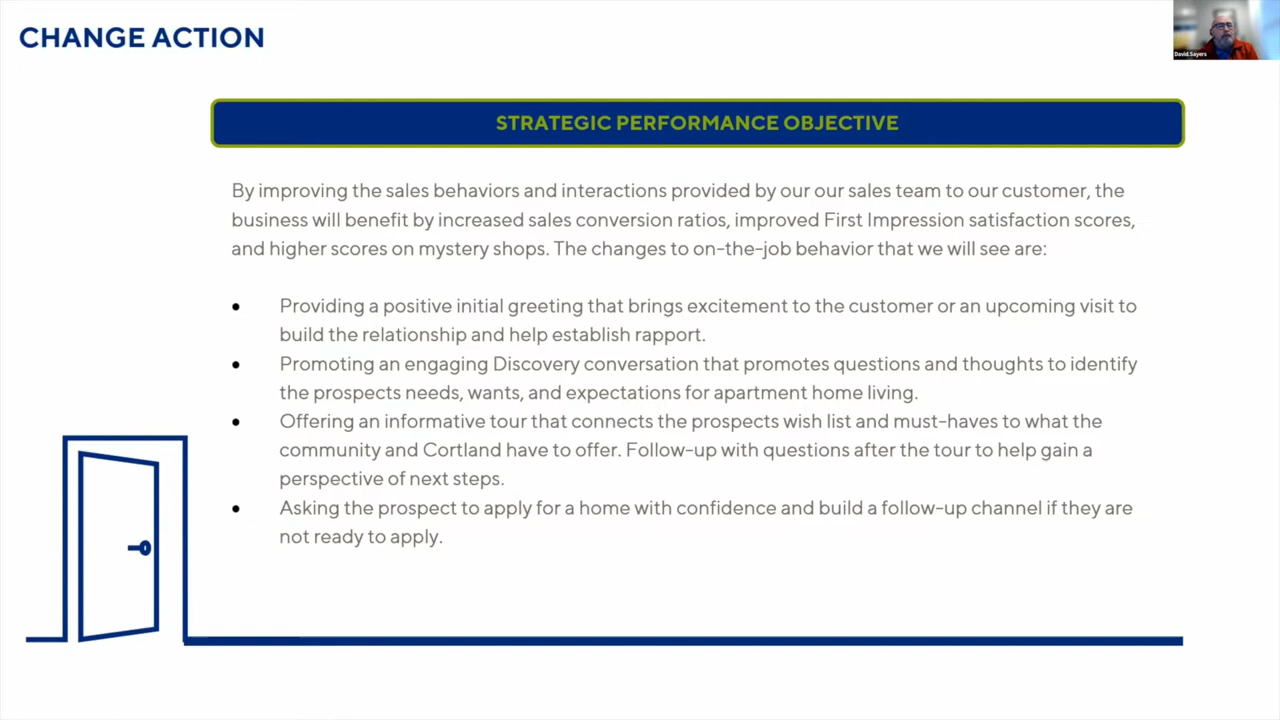 CHANGE ACTION
David.Sayers
STRATEGIC PERFORMANCE OBJECTIVE
By improving the sales behaviors and interactions provided by our our sales team to our customer, the
business will benefit by increased sales conversion ratios, improved First Impression satisfaction scores,
and higher scores on mystery shops. The changes to on-the-job behavior that we will see are:
• Providing a positive initial greeting that brings excitement to the customer or an upcoming visit to
build the relationship and help establish rapport.
• Promoting an engaging Discovery conversation that promotes questions and thoughts to identify
the prospects needs, wants, and expectations for apartment home living.
• Offering an informative tour that connects the prospects wish list and must-haves to what the
community and Cortland have to offer. Follow-up with questions after the tour to help gain a
perspective of next steps.
• Asking the prospect to apply for a home with confidence and build a follow-up channel if they are
not ready to apply.